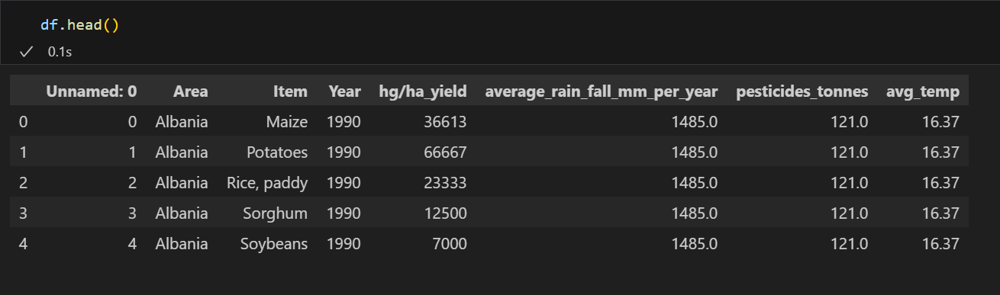 df.head()
0.1s
Unnamed: 0 Area Item Year hg/ha_yield average_rain_fall_mm_per_year pesticides_tonnes avg_temp
0 0 Albania Maize 1990 36613 1485.0 121.0 16.37
1 1 Albania Potatoes 1990 66667 1485.0 121.0 16.37
2 2 Albania Rice, paddy 1990 23333 1485.0 121.0 16.37
3 3 Albania Sorghum 1990 12500 1485.0 121.0 16.37
4 4 Albania Soybeans 1990 7000 1485.0 121.0 16.37